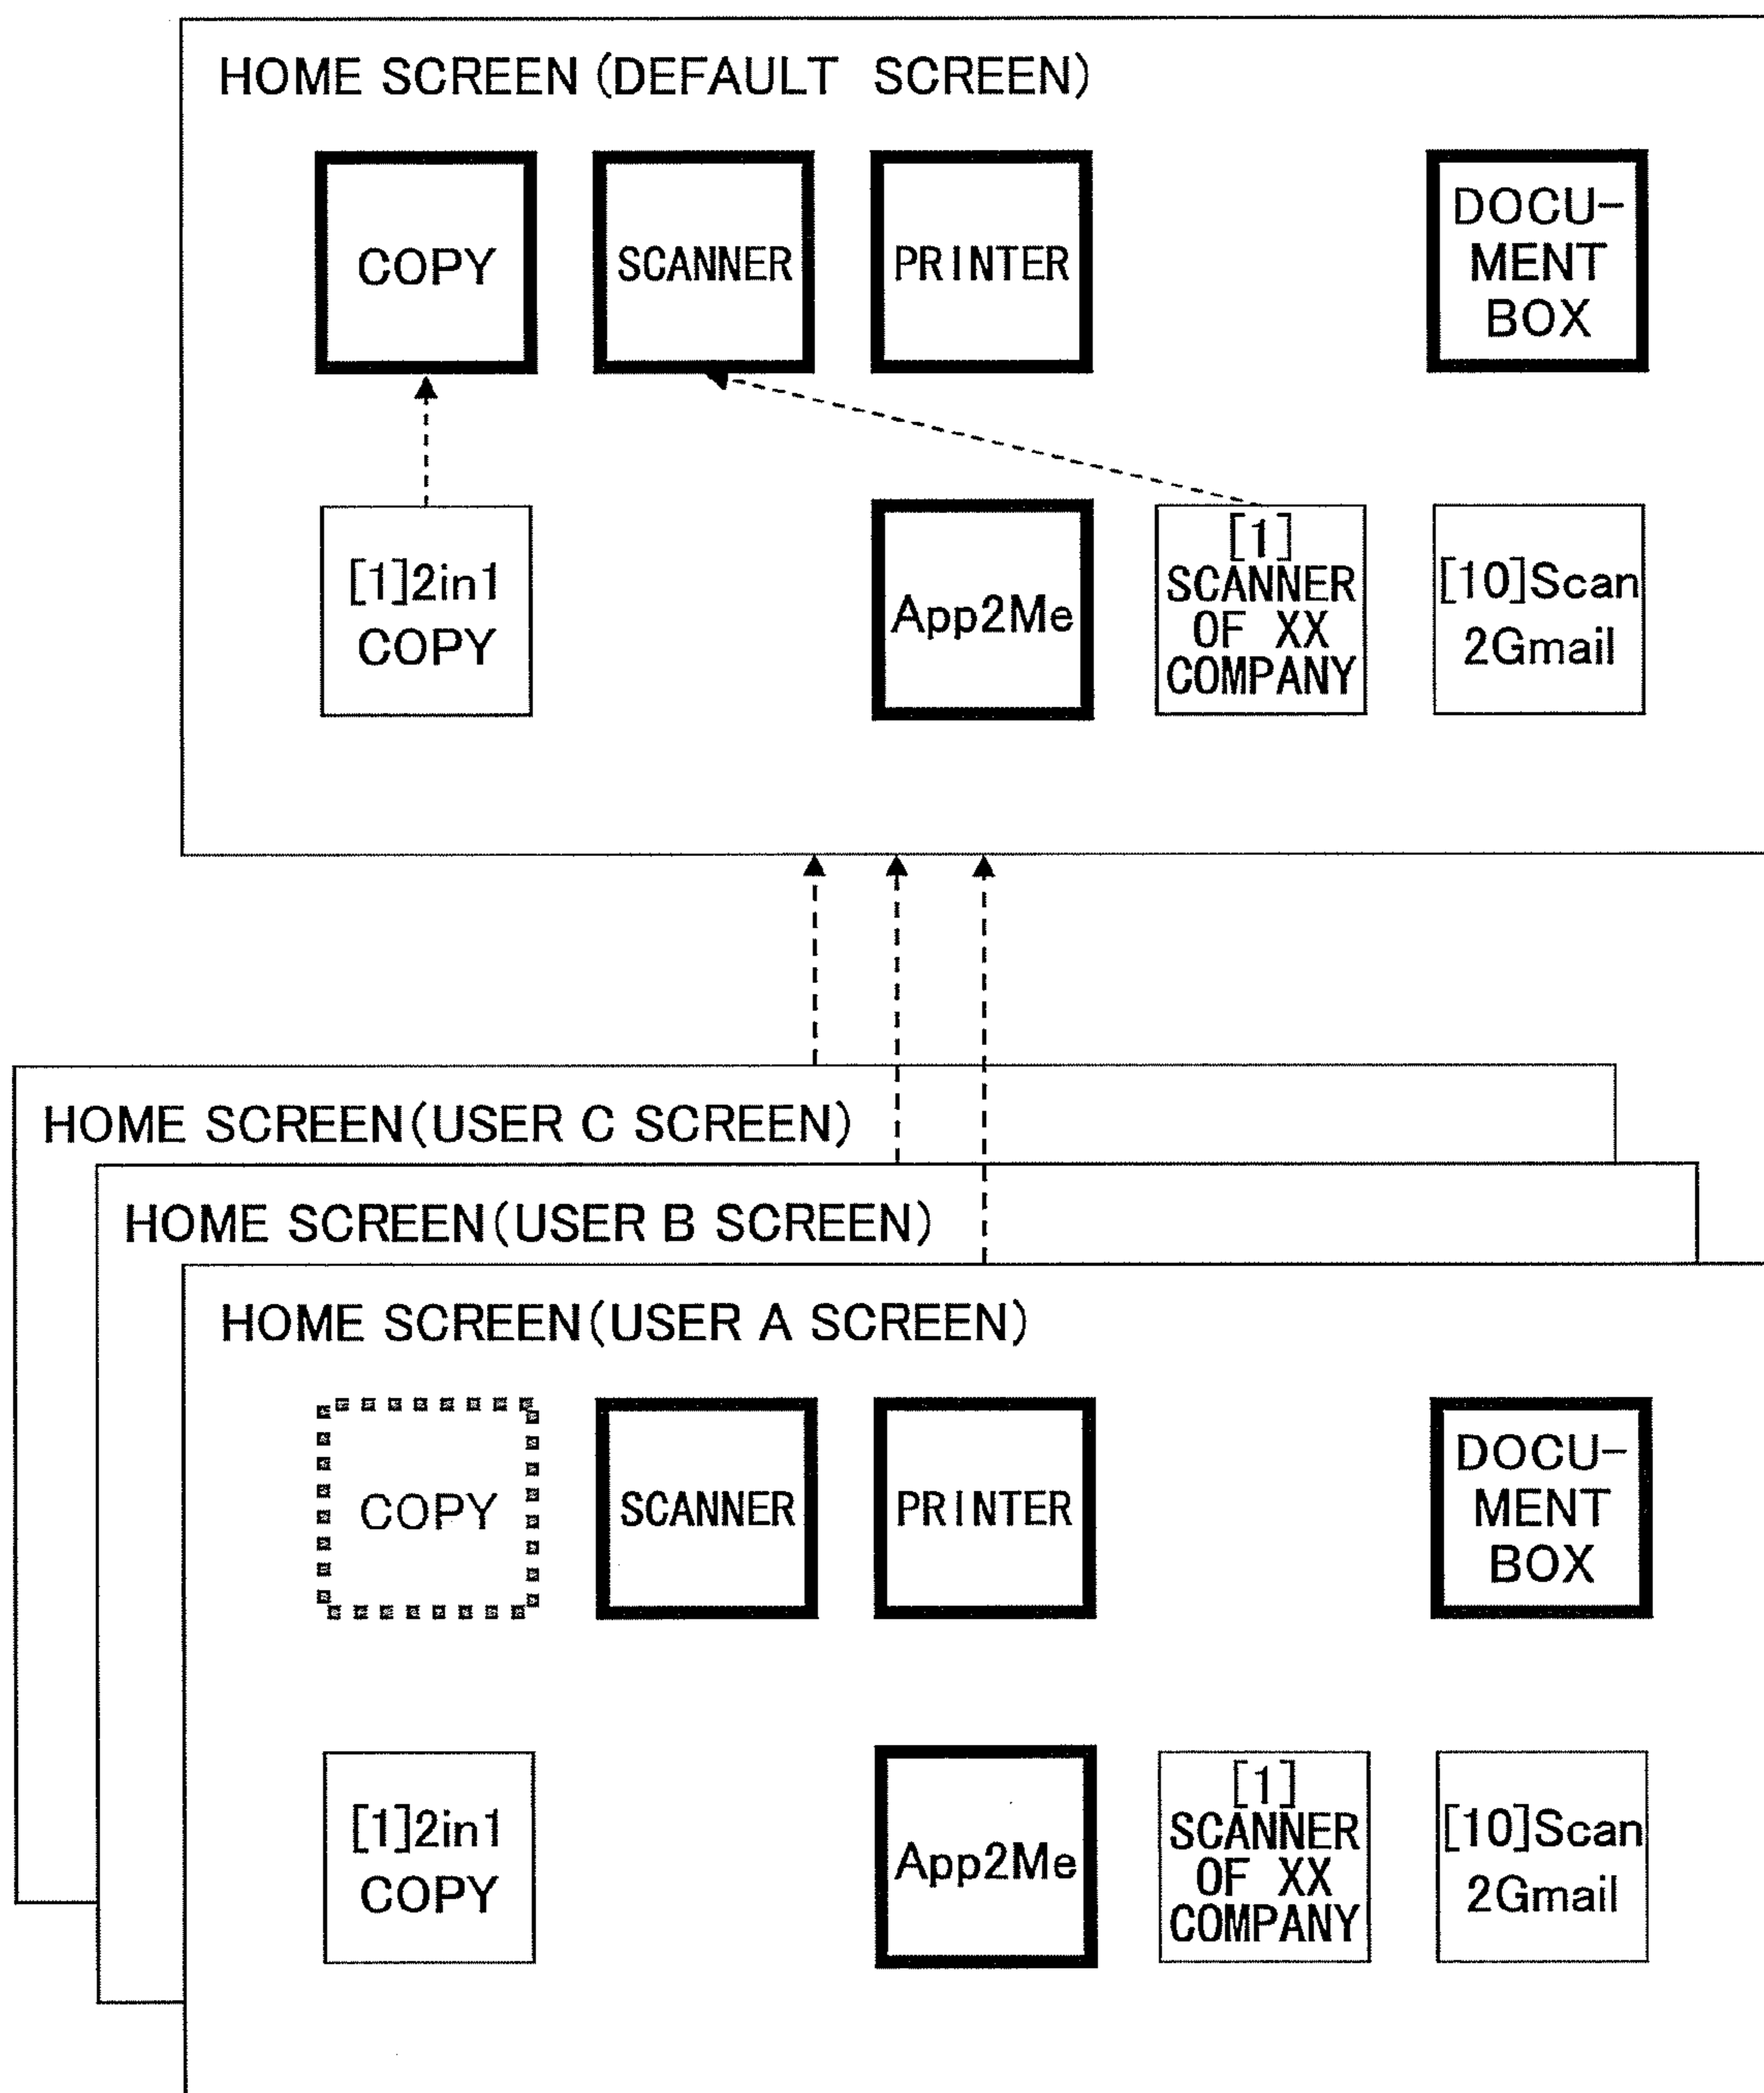 HOME SCREEN (DEFAULT SCREEN)
COPY
SCANNER
PRINTER
DOCU-
MENT
BOX
[1]2in1
COPY
App2Me
[1]
SCANNER
OF XX
COMPANY
[10]Scan
2Gmail
HOME SCREEN(USER C SCREEN)
HOME SCREEN(USER B SCREEN)
HOME SCREEN(USER A SCREEN)
COPY
SCANNER
PRINTER
DOCU-
MENT
BOX
[1]2in1
COPY
App2Me
[1]
SCANNER
OF XX
COMPANY
[10]Scan
2Gmail